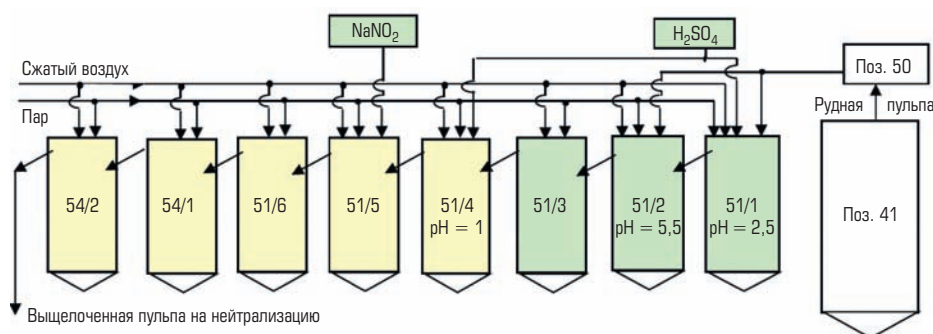 NaNO₂
H₂SO₄
Сжатый воздух
Поз. 50
Пар
Рудная пульпа
54/2
54/1
51/6
51/5
51/4
pH = 1
51/3
51/2
pH = 5,5
51/1
pH = 2,5
Поз. 41
Выщелоченная пульпа на нейтрализацию